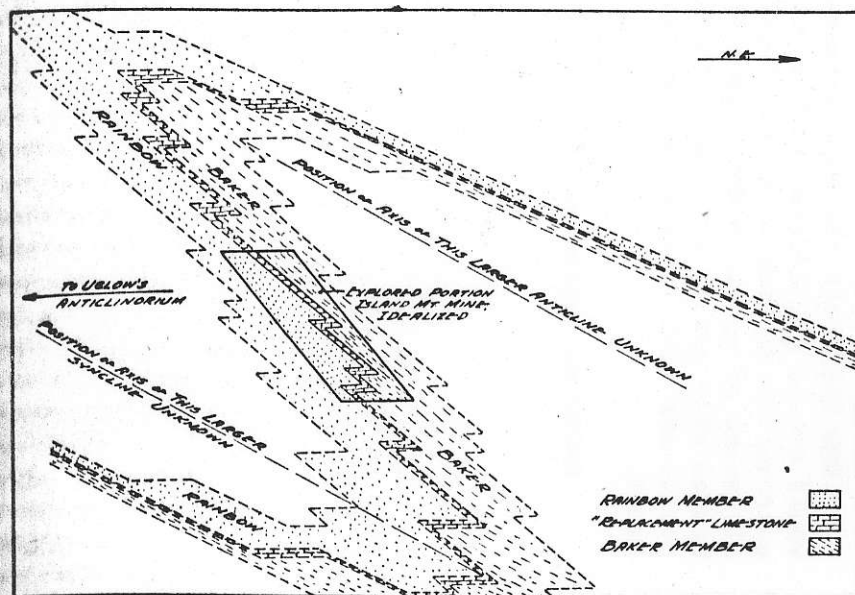 N.E.
RAINBOW
BAKER
POSITION OF AXIS OF THIS LARGER ANTICLINE UNKNOWN
TO UGLOW'S
ANTICLINORIUM
EXPLORED PORTION
ISLAND MT. MINE,
IDEALIZED
POSITION OF AXIS OF THIS LARGER
SYNCLINE UNKNOWN
BAKER
RAINBOW
RAINBOW MEMBER
"REPLACEMENT" LIMESTONE
BAKER MEMBER